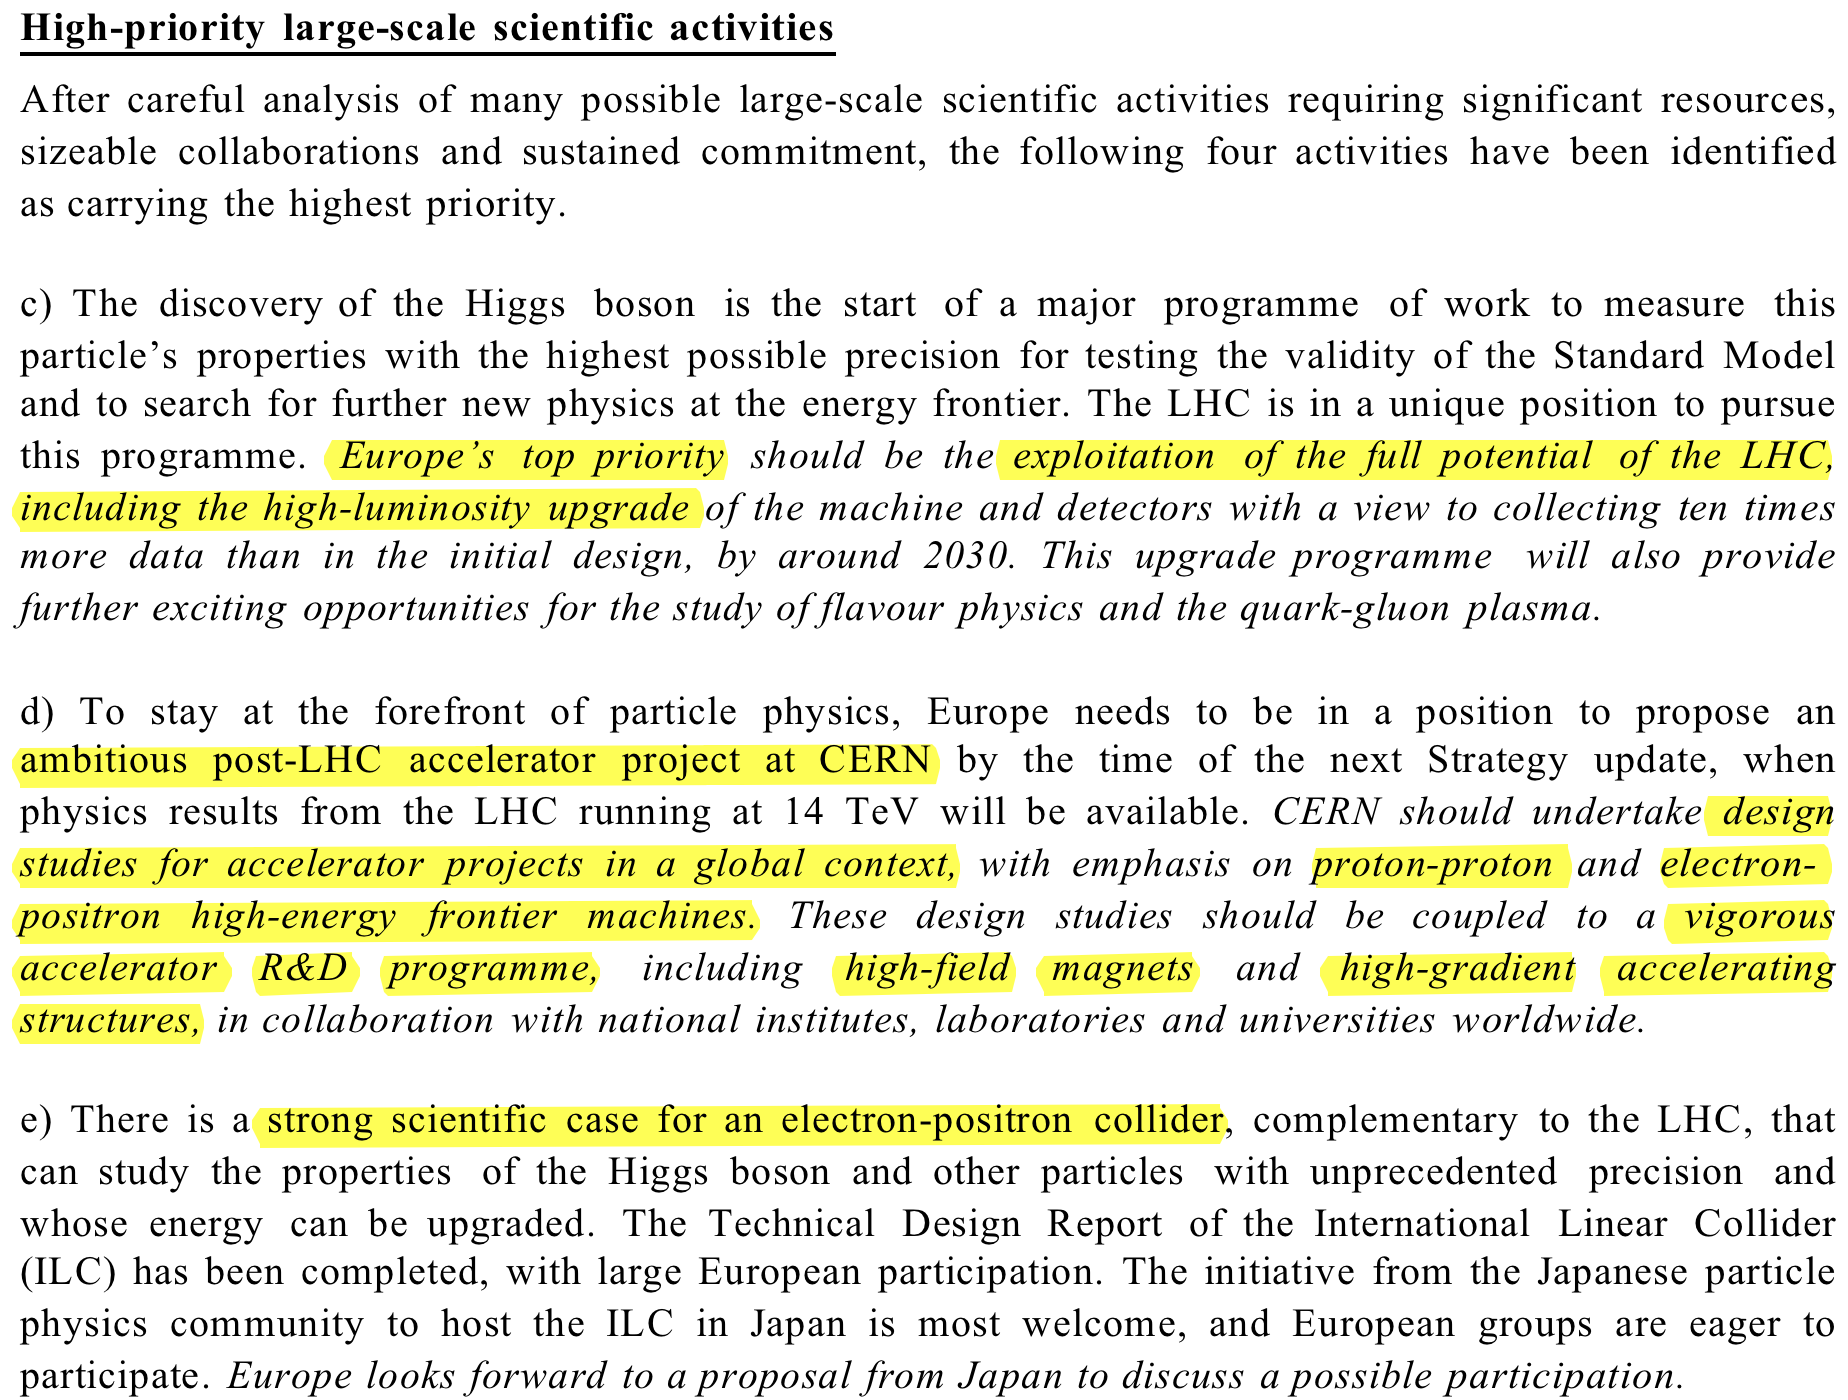 High-priority large-scale scientific activities
After careful analysis of many possible large-scale scientific activities requiring significant resources,
sizeable collaborations and sustained commitment, the following four activities have been identified
as carrying the highest priority.
c) The discovery of the Higgs boson is the start of a major programme of work to measure this
particle’s properties with the highest possible precision for testing the validity of the Standard Model
and to search for further new physics at the energy frontier. The LHC is in a unique position to pursue
this programme. Europe’s top priority should be the exploitation of the full potential of the LHC,
including the high-luminosity upgrade of the machine and detectors with a view to collecting ten times
more data than in the initial design, by around 2030. This upgrade programme will also provide
further exciting opportunities for the study of flavour physics and the quark-gluon plasma.
d) To stay at the forefront of particle physics, Europe needs to be in a position to propose an
ambitious post-LHC accelerator project at CERN by the time of the next Strategy update, when
physics results from the LHC running at 14 TeV will be available. CERN should undertake design
studies for accelerator projects in a global context, with emphasis on proton-proton and electron-
positron high-energy frontier machines. These design studies should be coupled to a vigorous
accelerator R&D programme, including high-field magnets and high-gradient accelerating
structures, in collaboration with national institutes, laboratories and universities worldwide.
e) There is a strong scientific case for an electron-positron collider, complementary to the LHC, that
can study the properties of the Higgs boson and other particles with unprecedented precision and
whose energy can be upgraded. The Technical Design Report of the International Linear Collider
(ILC) has been completed, with large European participation. The initiative from the Japanese particle
physics community to host the ILC in Japan is most welcome, and European groups are eager to
participate. Europe looks forward to a proposal from Japan to discuss a possible participation.